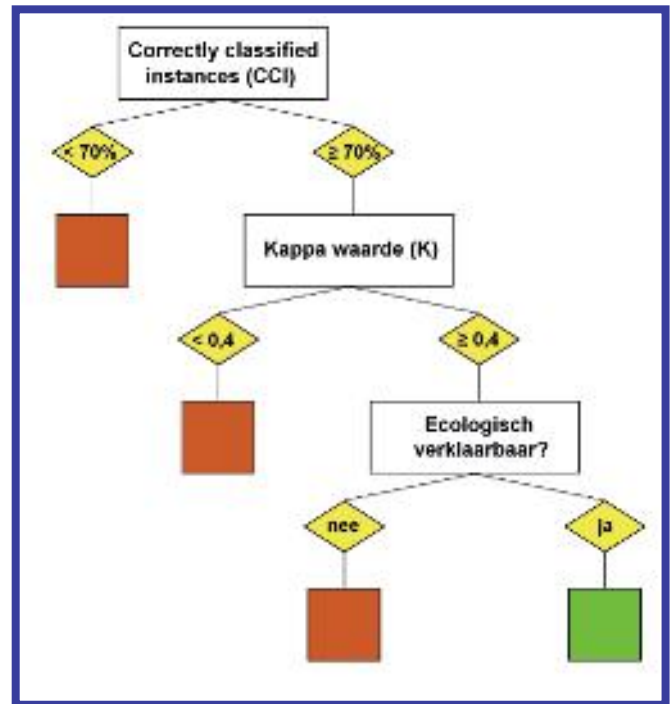 Correctly classified
instances (CCI)
< 70%
≥ 70%
Kappa waarde (K)
< 0,4
≥ 0,4
Ecologisch
verklaarbaar?
nee
ja